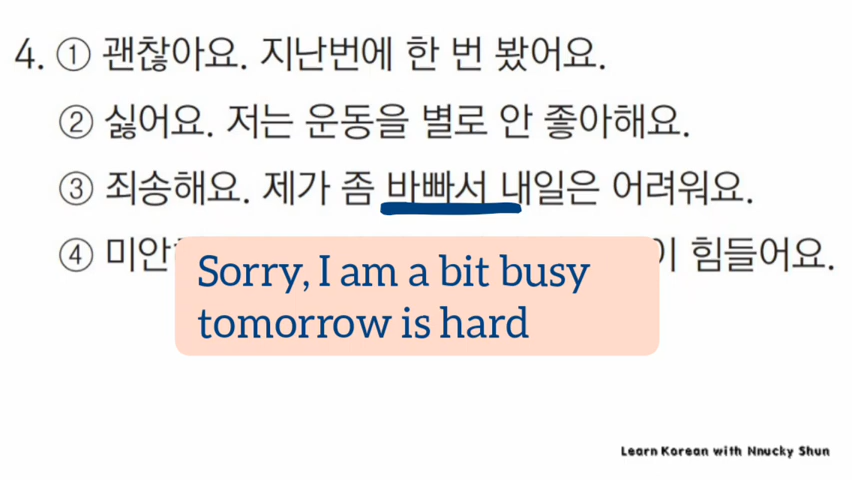 4. ① 괜찮아요. 지난번에 한 번 봤어요.
② 싫어요. 저는 운동을 별로 안 좋아해요.
③ 죄송해요. 제가 좀 바빠서 내일은 어려워요.
④ 미안 힘들어요.
Sorry, I am a bit busy
tomorrow is hard
Learn Korean with Nnucky Shun